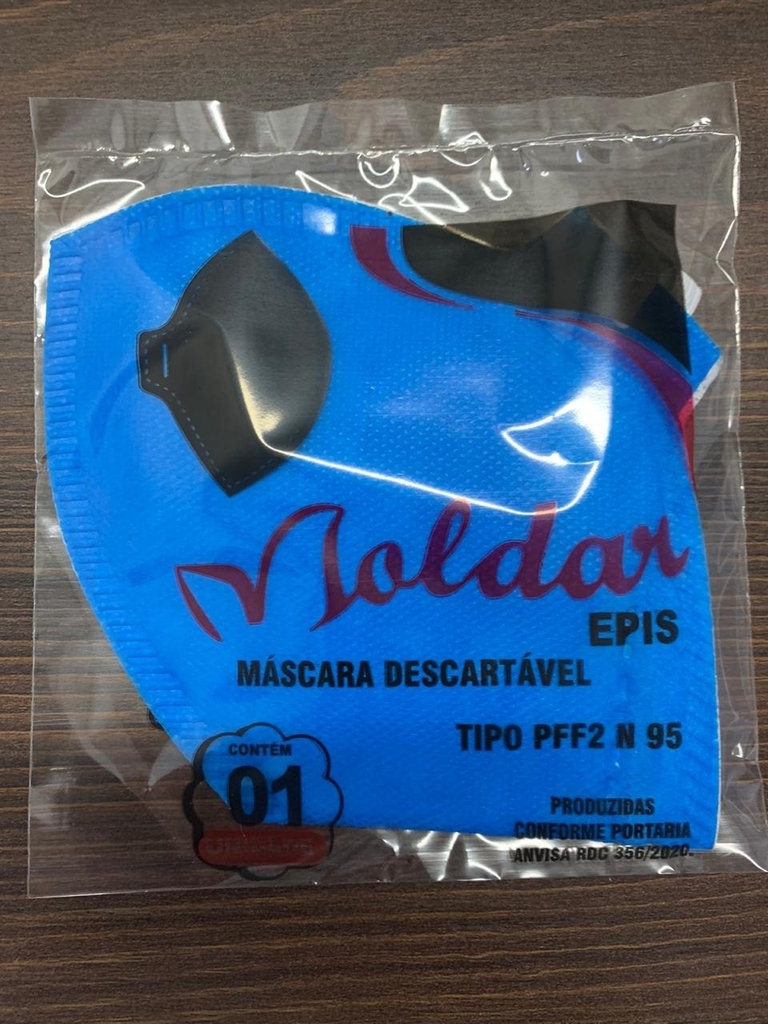 Moldar
EPIS
MÁSCARA DESCARTÁVEL
TIPO PFF2 N 95
CONTÉM
01
PRODUZIDAS
CONFORME PORTARIA
ANVISA RDC 356/2020.